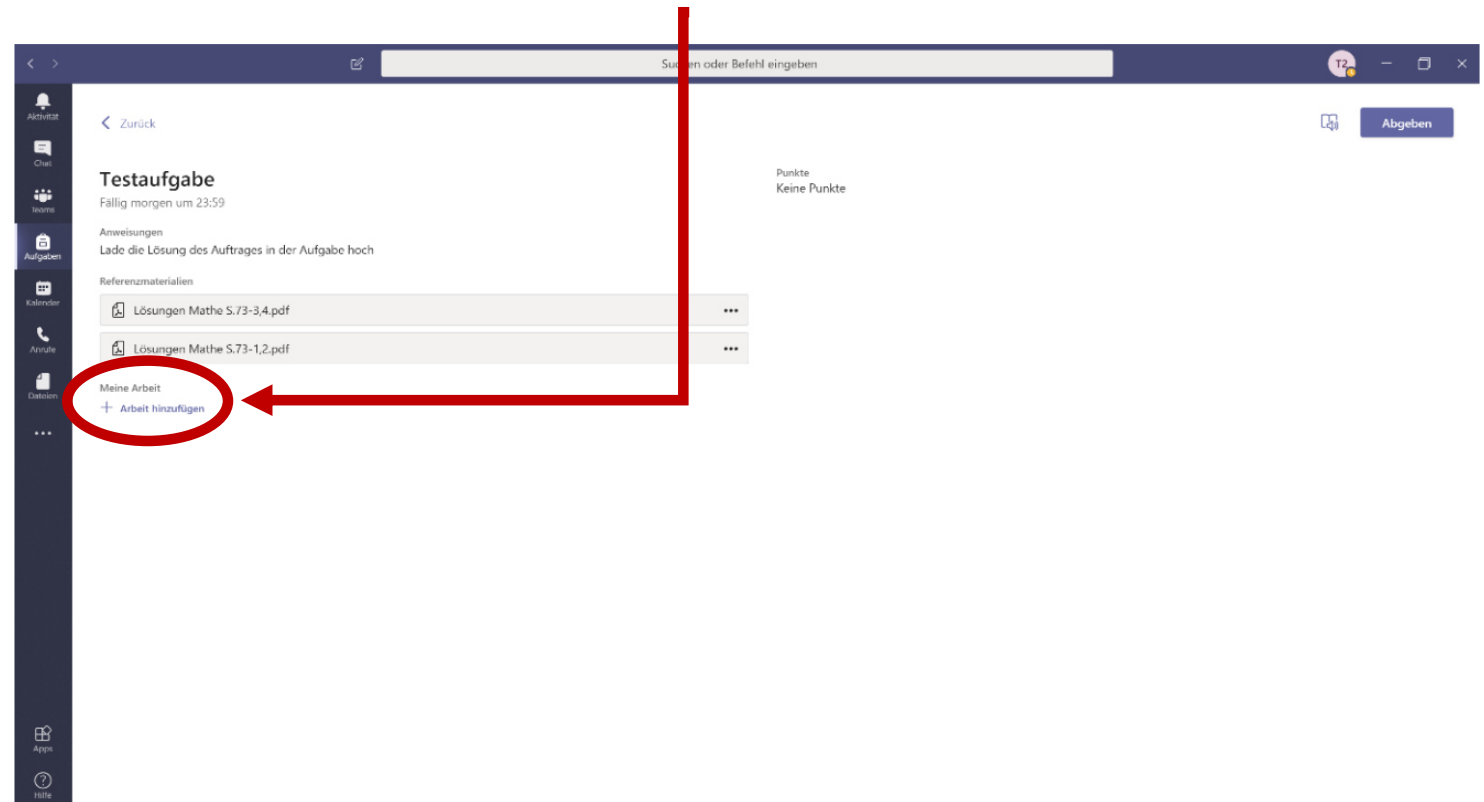 Suchen oder Befehl eingeben
T2
Aktivität
Chat
Teams
Aufgaben
Kalender
Anrufe
Dateien
Apps
Hilfe
Zurück
Abgeben
Testaufgabe
Fällig morgen um 23:59
Punkte
Keine Punkte
Anweisungen
Lade die Lösung des Auftrages in der Aufgabe hoch
Referenzmaterialien
Lösungen Mathe S.73-3,4.pdf
Lösungen Mathe S.73-1,2.pdf
Meine Arbeit
+ Arbeit hinzufügen